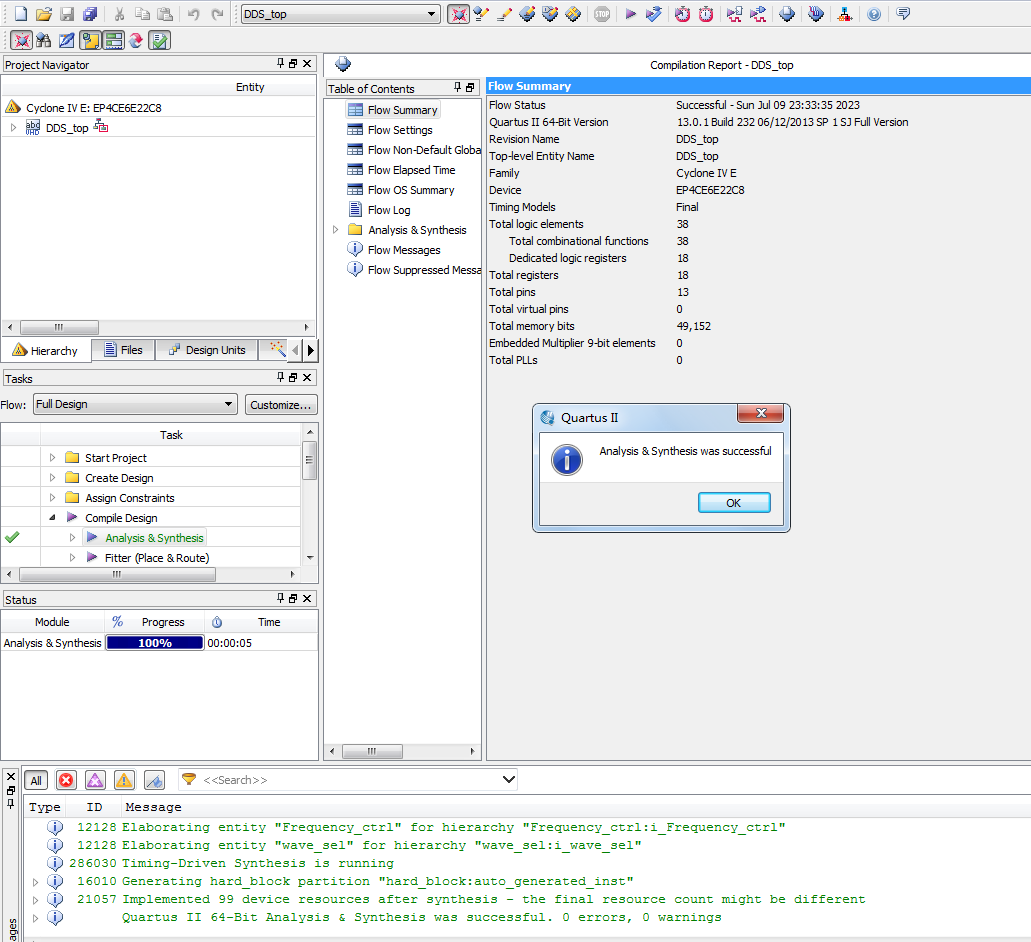 DDS_top
STOP
Project Navigator
Entity
Cyclone IV E: EP4CE6E22C8
abc
DDS_top
Hierarchy
Files
Design Units
Tasks
Flow:
Full Design
Customize...
Task
Start Project
Create Design
Assign Constraints
Compile Design
Analysis & Synthesis
Fitter (Place & Route)
Status
Module
%
Progress
Time
Analysis & Synthesis
100%
00:00:05
Compilation Report - DDS_top
Table of Contents
Flow Summary
Flow Settings
Flow Non-Default Globa
Flow Elapsed Time
Flow OS Summary
Flow Log
Analysis & Synthesis
Flow Messages
Flow Suppressed Messa
Flow Summary
Flow Status Successful - Sun Jul 09 23:33:35 2023
Quartus II 64-Bit Version 13.0.1 Build 232 06/12/2013 SP 1 SJ Full Version
Revision Name DDS_top
Top-level Entity Name DDS_top
Family Cyclone IV E
Device EP4CE6E22C8
Timing Models Final
Total logic elements 38
Total combinational functions 38
Dedicated logic registers 18
Total registers 18
Total pins 13
Total virtual pins 0
Total memory bits 49,152
Embedded Multiplier 9-bit elements 0
Total PLLs 0
Quartus II
Analysis & Synthesis was successful
OK
All
<<Search>>
Type ID Message
12128 Elaborating entity "Frequency_ctrl" for hierarchy "Frequency_ctrl:i_Frequency_ctrl"
12128 Elaborating entity "wave_sel" for hierarchy "wave_sel:i_wave_sel"
286030 Timing-Driven Synthesis is running
16010 Generating hard_block partition "hard_block:auto_generated_inst"
21057 Implemented 99 device resources after synthesis - the final resource count might be different
Quartus II 64-Bit Analysis & Synthesis was successful. 0 errors, 0 warnings
ages